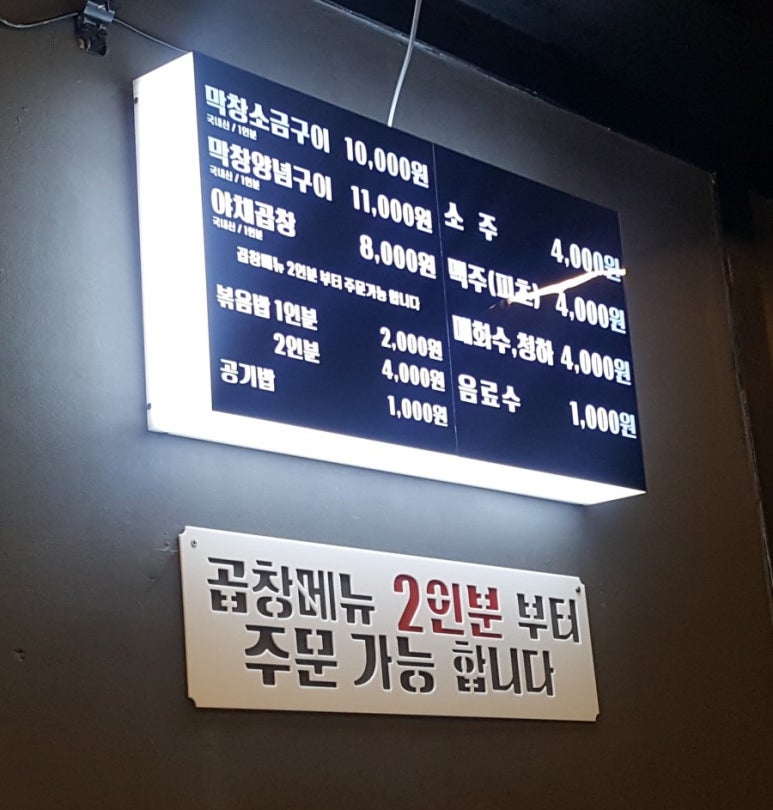 막창소금구이 10,000원
국내산 / 1인분
막창양념구이 11,000원
국내산 / 1인분
야채곱창 8,000원
국내산 / 1인분
곱창메뉴 2인분 부터 주문가능 합니다
볶음밥 1인분 2,000원
2인분 4,000원
공기밥 1,000원
소 주 4,000원
맥주(피츠) 4,000원
매화수,청하 4,000원
음료수 1,000원
곱창메뉴 2인분 부터
주문 가능 합니다